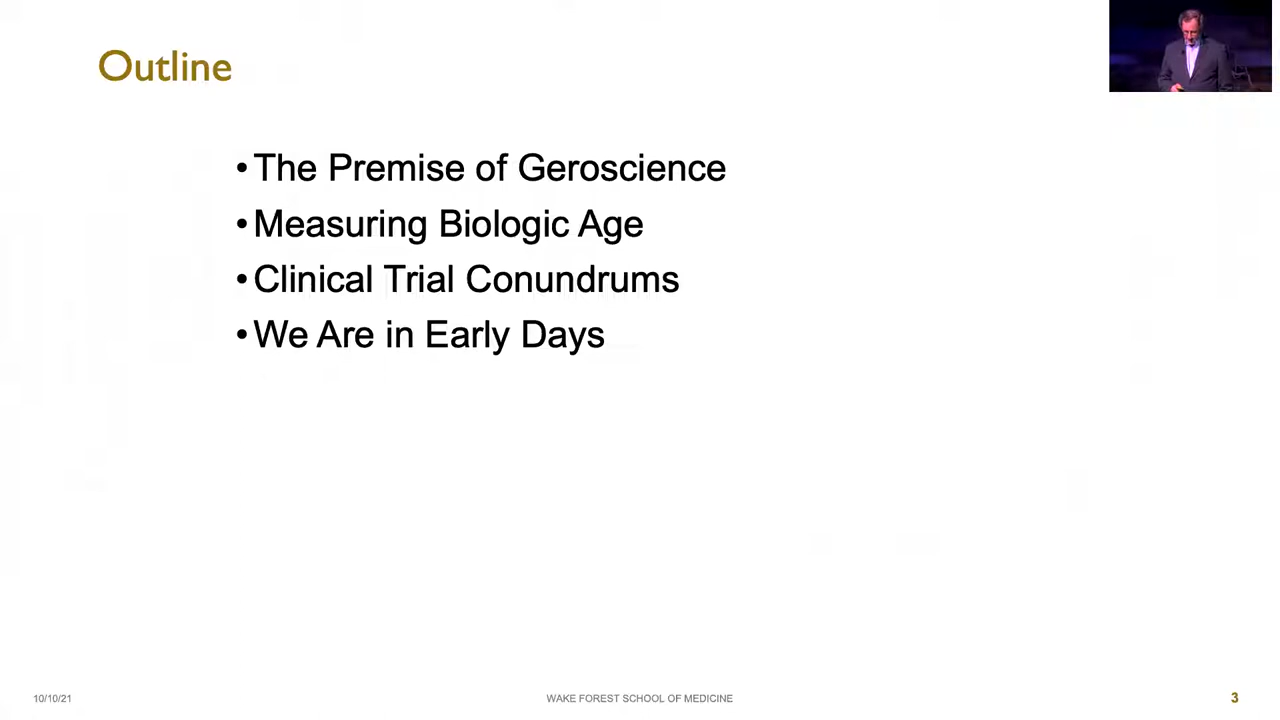 Outline
•The Premise of Geroscience
•Measuring Biologic Age
•Clinical Trial Conundrums
•We Are in Early Days
10/10/21
WAKE FOREST SCHOOL OF MEDICINE
3